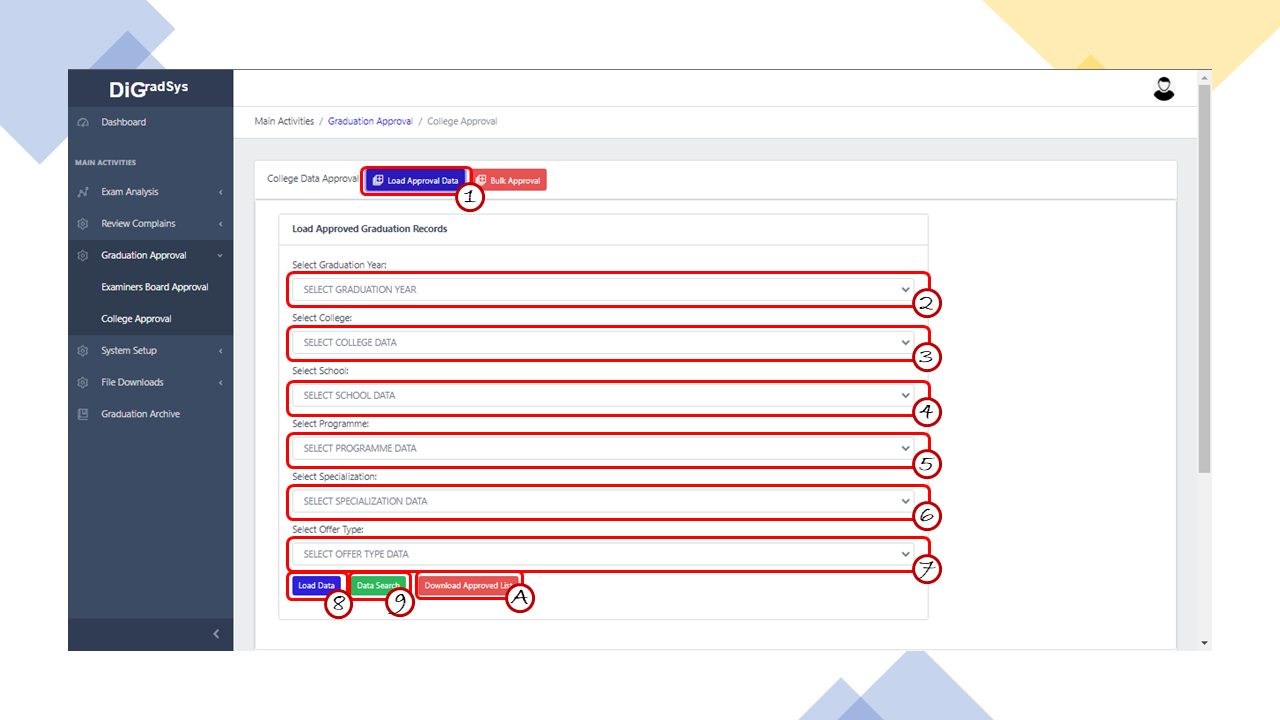 DiGradSys
Dashboard
Main Activities / Graduation Approval / College Approval
MAIN ACTIVITIES
Exam Analysis
Review Complains
Graduation Approval
Examiners Board Approval
College Approval
System Setup
File Downloads
Graduation Archive
College Data Approval Load Approval Data Bulk Approval
1
Load Approved Graduation Records
Select Graduation Year:
SELECT GRADUATION YEAR
2
Select College:
SELECT COLLEGE DATA
3
Select School:
SELECT SCHOOL DATA
4
Select Programme:
SELECT PROGRAMME DATA
5
Select Specialization:
SELECT SPECIALIZATION DATA
6
Select Offer Type:
SELECT OFFER TYPE DATA
7
Load Data Data Search Download Approved List
8 9 A